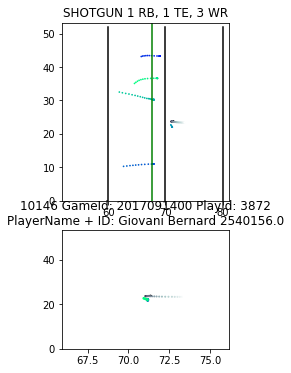 SHOTGUN 1 RB, 1 TE, 3 WR
50
40
30
20
10
0
60 70 80
10146 GameId: 2017091400 PlayId: 3872
PlayerName + ID: Giovani Bernard 2540156.0
40
20
0
67.5 70.0 72.5 75.0